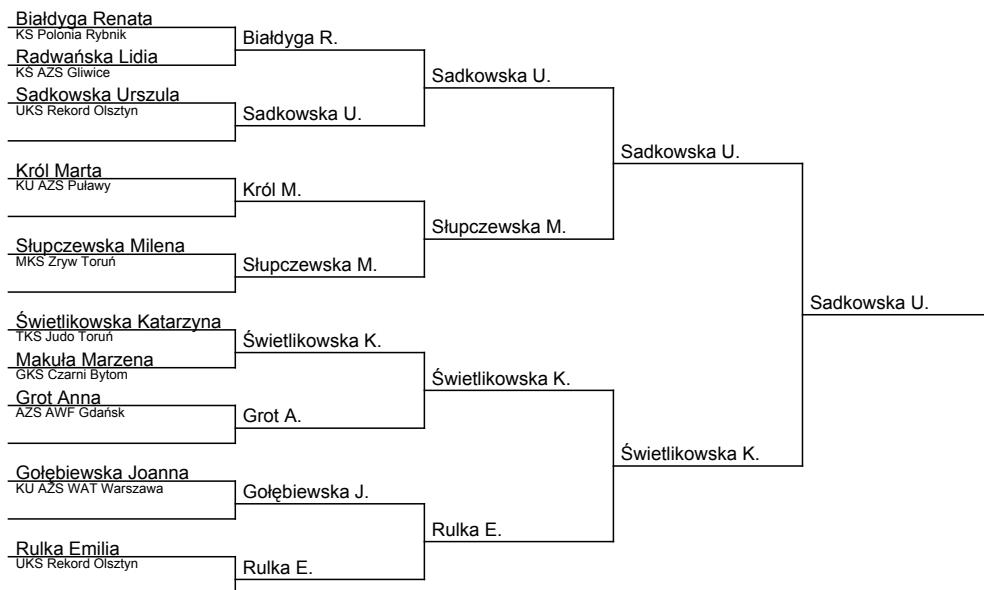 Białdyga Renata
KS Polonia Rybnik
Radwańska Lidia
KS AZS Gliwice
Sadkowska Urszula
UKS Rekord Olsztyn
Król Marta
KU AZS Puławy
Słupczewska Milena
MKS Zryw Toruń
Świetlikowska Katarzyna
TKS Judo Toruń
Makuła Marzena
GKS Czarni Bytom
Grot Anna
AZS AWF Gdańsk
Gołębiewska Joanna
KU AZS WAT Warszawa
Rulka Emilia
UKS Rekord Olsztyn
Białdyga R.
Sadkowska U.
Król M.
Słupczewska M.
Świetlikowska K.
Grot A.
Gołębiewska J.
Rulka E.
Sadkowska U.
Słupczewska M.
Świetlikowska K.
Rulka E.
Sadkowska U.
Świetlikowska K.
Sadkowska U.